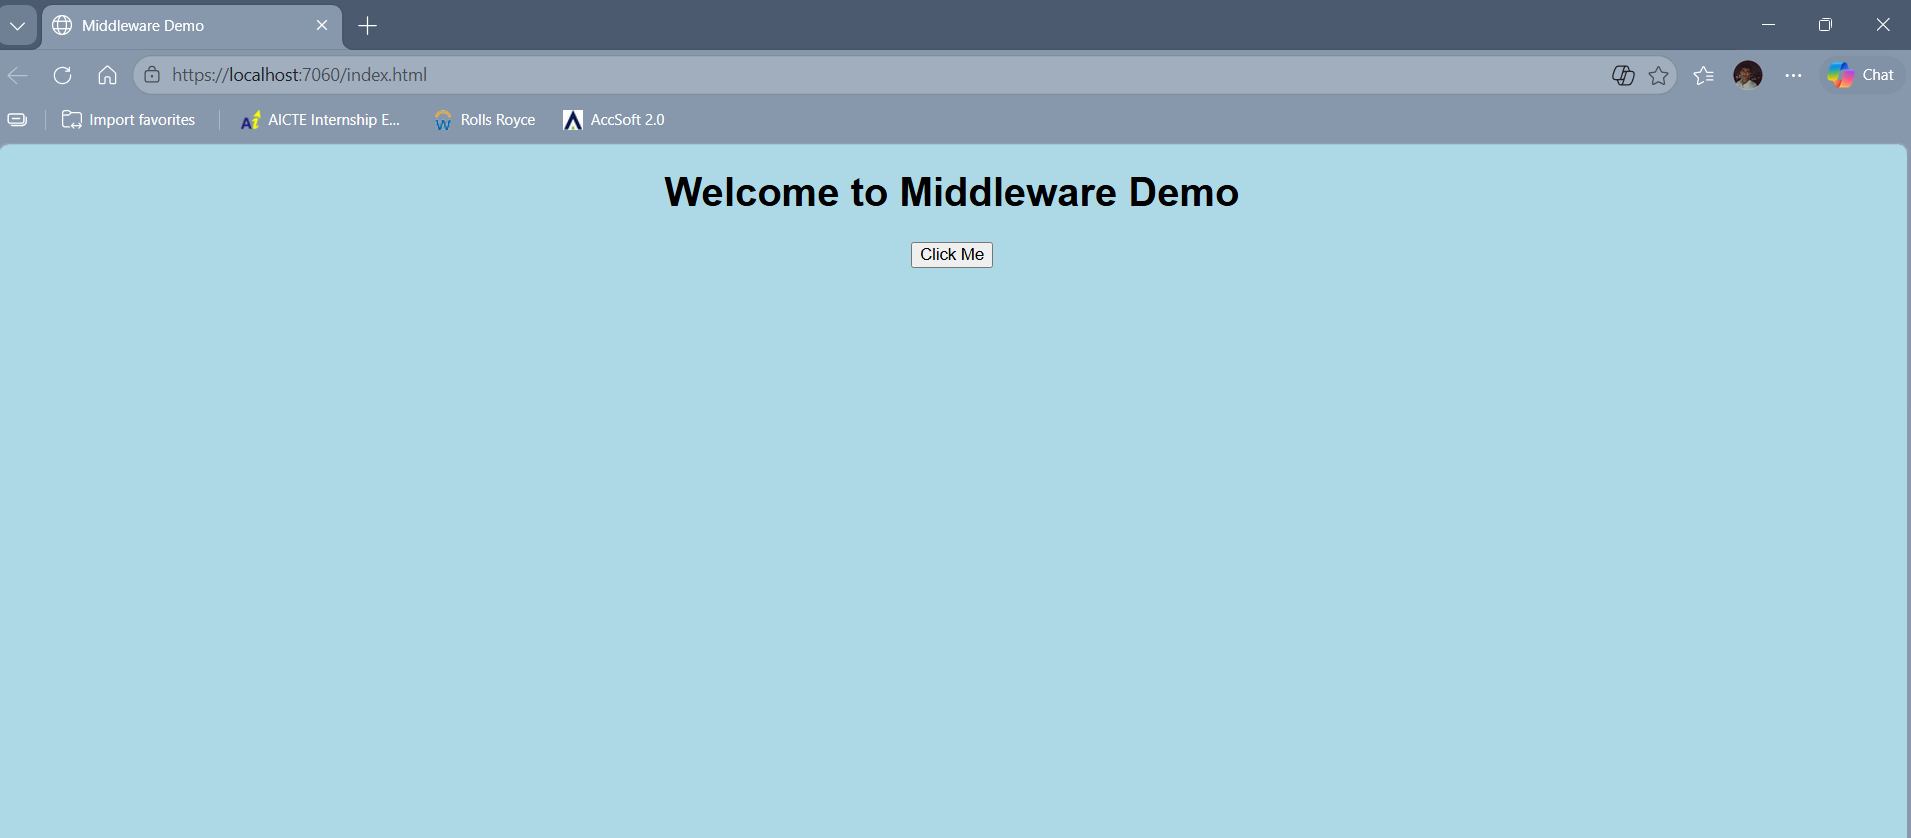 Middleware Demo
https://localhost:7060/index.html
Chat
Import favorites
AICTE Internship E...
Rolls Royce
AccSoft 2.0
Welcome to Middleware Demo
Click Me